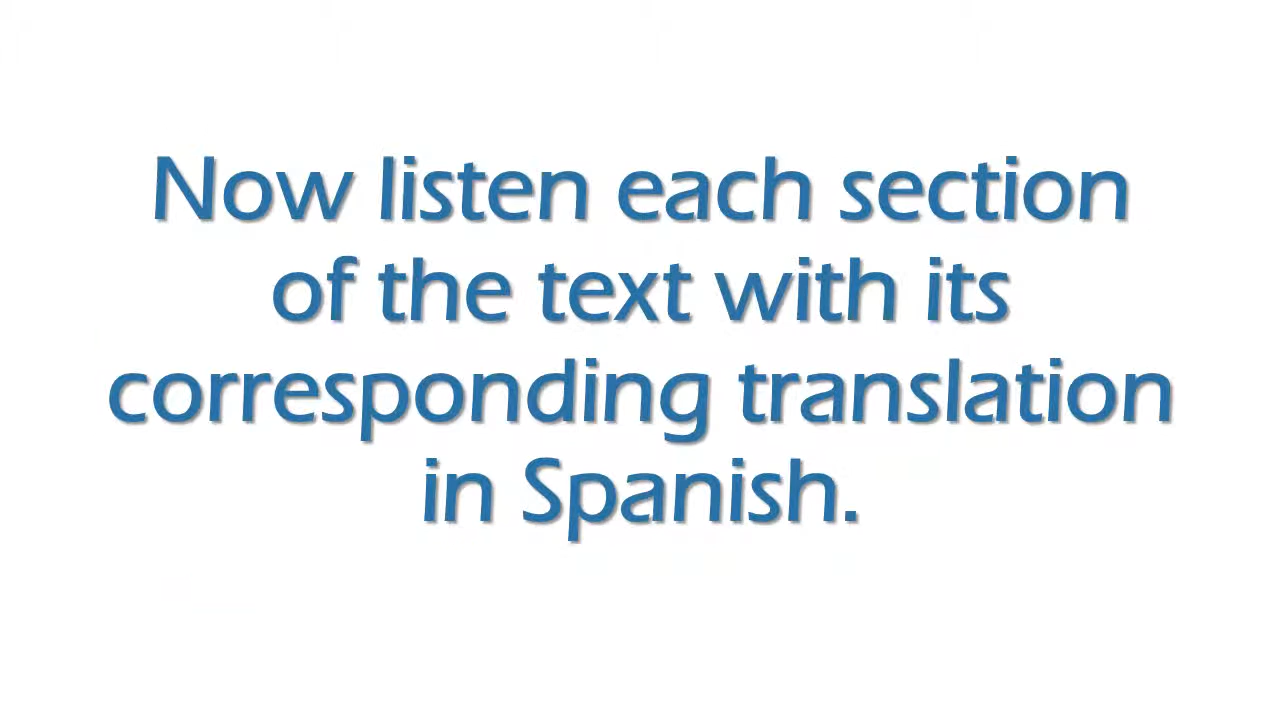 Now listen each section
of the text with its
corresponding translation
in Spanish.